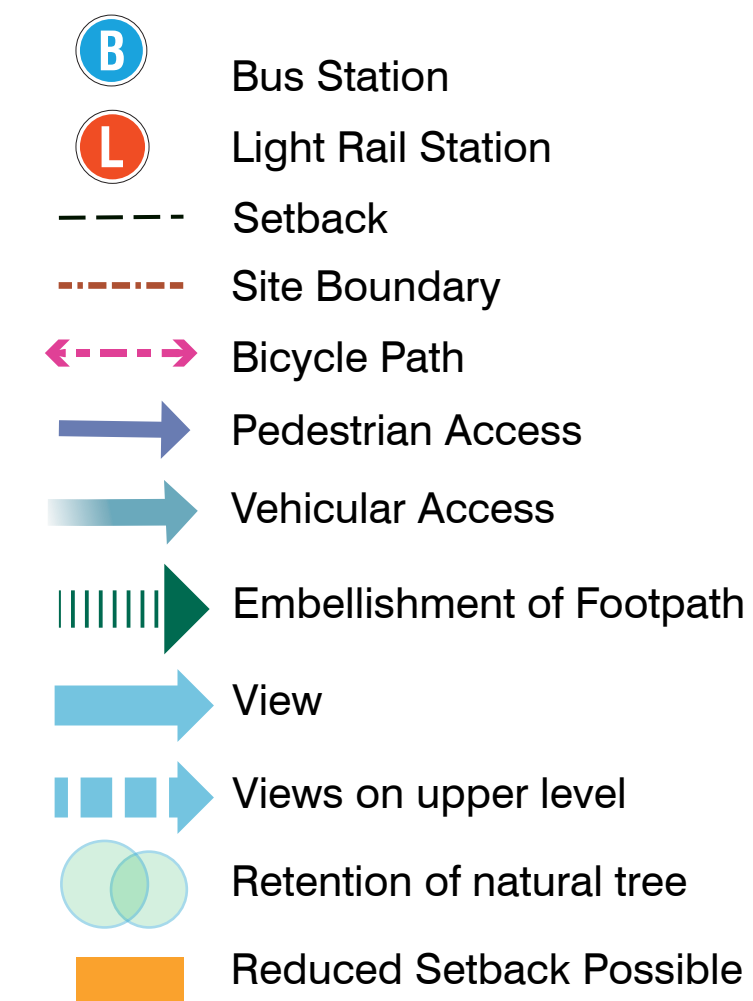 B
Bus Station
L
Light Rail Station
Setback
Site Boundary
Bicycle Path
Pedestrian Access
Vehicular Access
Embellishment of Footpath
View
Views on upper level
Retention of natural tree
Reduced Setback Possible